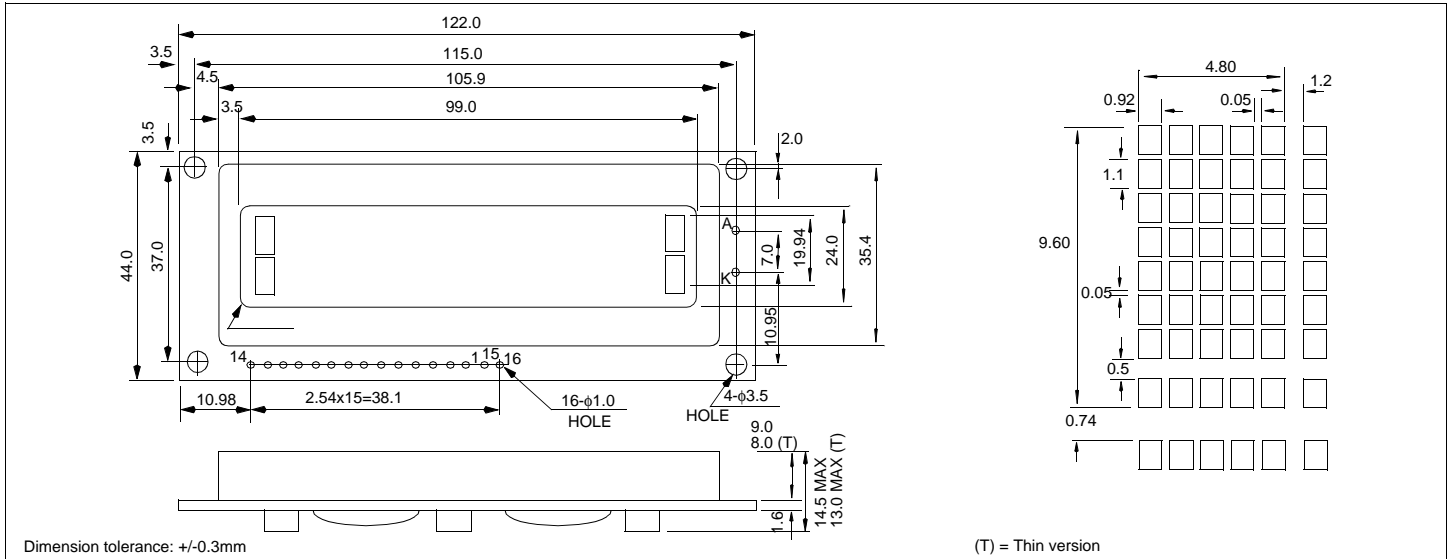 122.0
3.5
115.0
4.5
105.9
3.5
99.0
3.5
2.0
44.0
37.0
A
K
7.0
19.94
24.0
35.4
10.95
14
1
15
16
10.98
2.54x15=38.1
16-ϕ1.0
HOLE
4-ϕ3.5
HOLE
9.0
8.0 (T)
1.6
14.5 MAX
13.0 MAX (T)
4.80
1.2
0.92
0.05
1.1
9.60
0.05
0.5
0.74
Dimension tolerance: +/-0.3mm
(T) = Thin version